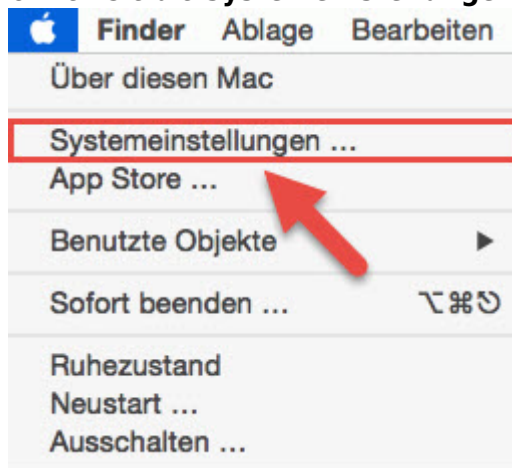 Finder Ablage Bearbeiten
Über diesen Mac
Systemeinstellungen ...
App Store ...
Benutzte Objekte ▶
Sofort beenden ... ⌥⌘⎋
Ruhezustand
Neustart ...
Ausschalten ...